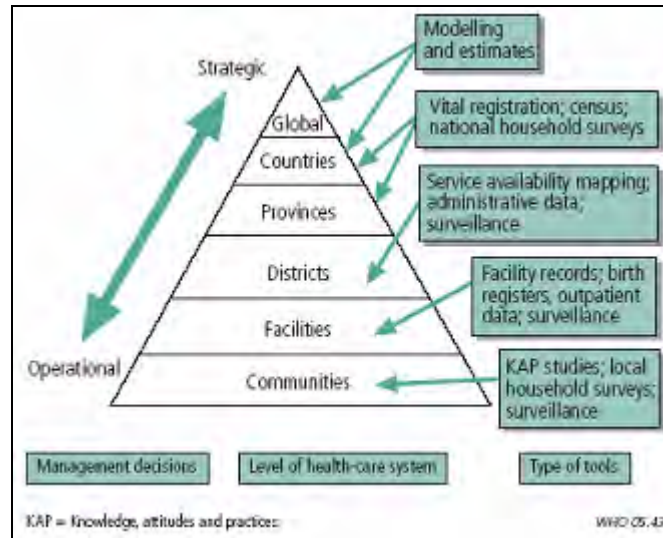 Modelling
and estimates
Strategic
Global
Vital registration; census;
national household surveys
Countries
Service availability mapping;
administrative data;
surveillance
Provinces
Districts
Facility records; birth
registers, outpatient
data; surveillance
Facilities
Operational
Communities
KAP studies; local
household surveys;
surveillance
Management decisions
Level of health-care system
Type of tools
KAP = Knowledge, attitudes and practices
WHO 05.43